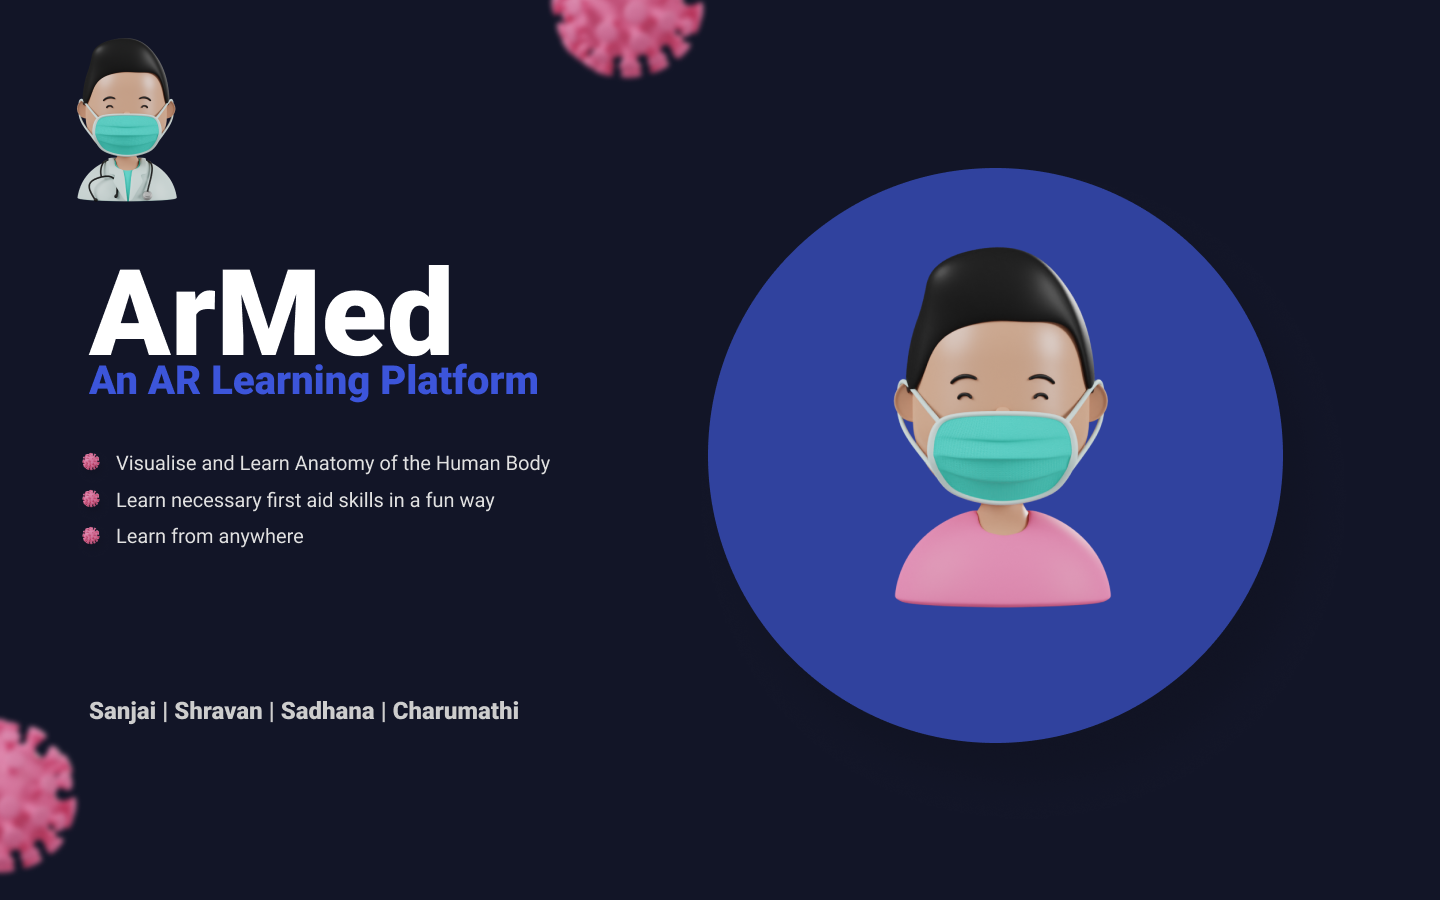 ArMed
An AR Learning Platform
Visualise and Learn Anatomy of the Human Body
Learn necessary first aid skills in a fun way
Learn from anywhere
Sanjai | Shravan | Sadhana | Charumathi